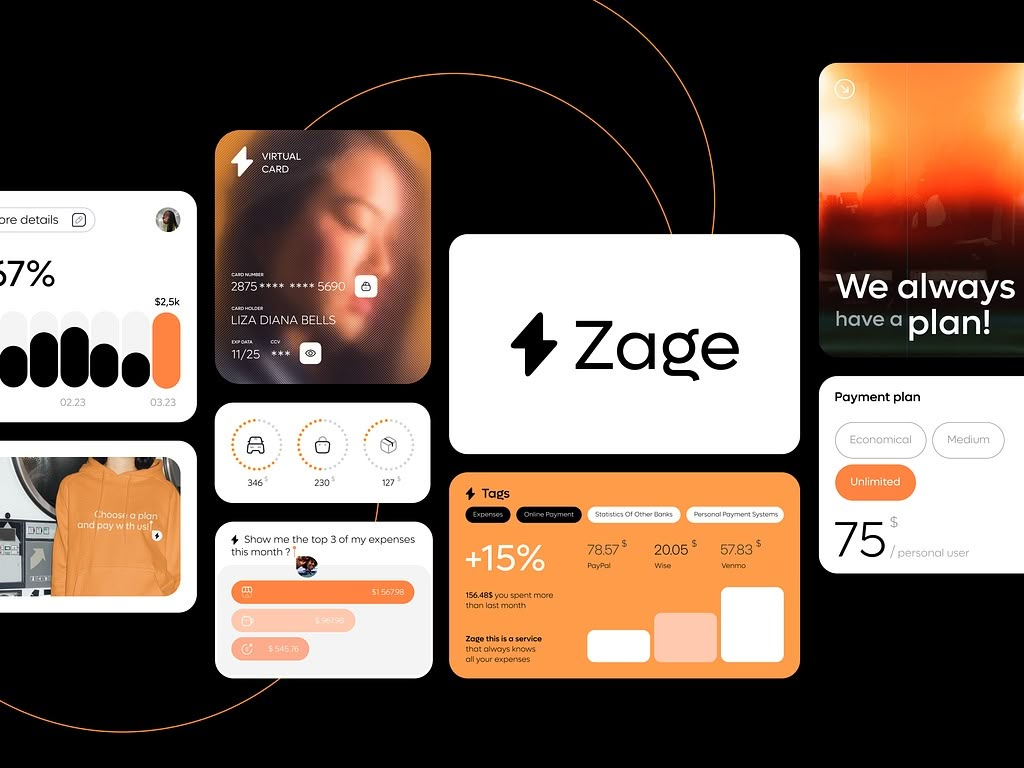 ore details
67%
$2,5k
02.23
03.23
Choose a plan
and pay with us!
VIRTUAL
CARD
CARD NUMBER
2875 **** **** 5690
CARD HOLDER
LIZA DIANA BELLS
EXP DATA CCV
11/25 ***
346 $
230 $
127 $
Show me the top 3 of my expenses
this month ?
$1 567.98
$ 967.98
$ 545.76
Zage
Tags
Expenses
Online Payment
Statistics Of Other Banks
Personal Payment Systems
+15%
78.57 $
PayPal
20.05 $
Wise
57.83 $
Venmo
156.48$ you spent more
than last month
Zage this is a service
that always knows
all your expenses
We always
have a plan!
Payment plan
Economical
Medium
Unlimited
75 $
/ personal user